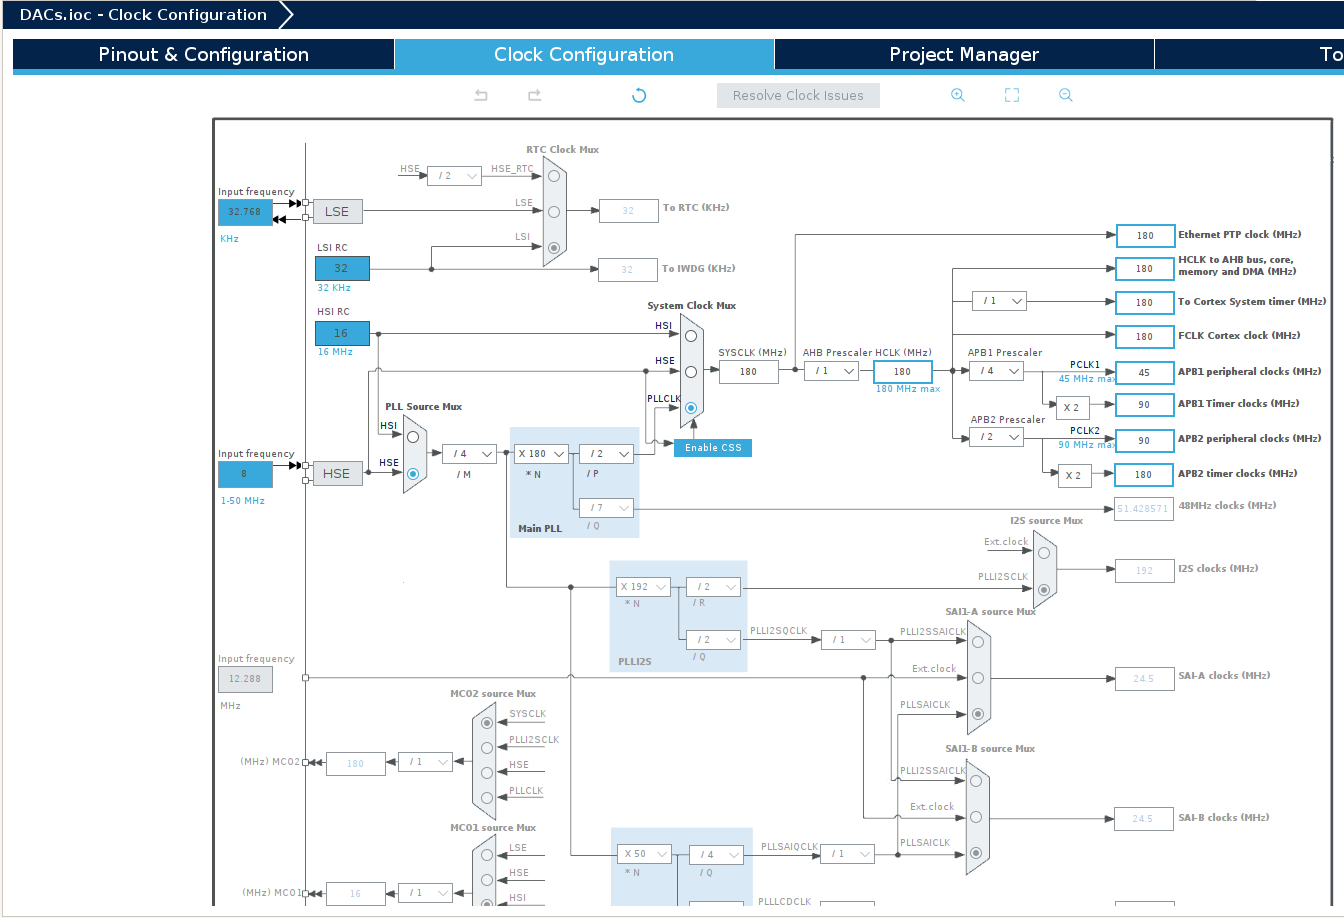 DACs.ioc - Clock Configuration
Pinout & Configuration
Clock Configuration
Project Manager
To
Resolve Clock Issues
RTC Clock Mux
HSE
/ 2
HSE_RTC
Input frequency
32.768
KHz
LSE
LSE
32
To RTC (KHz)
LSI
LSI RC
32
32 KHz
32
To IWDG (KHz)
180
Ethernet PTP clock (MHz)
180
HCLK to AHB bus, core,
memory and DMA (MHz)
/ 1
180
To Cortex System timer (MHz)
System Clock Mux
HSI RC
16
16 MHz
HSI
180
FCLK Cortex clock (MHz)
HSE
SYSCLK (MHz)
180
AHB Prescaler
/ 1
HCLK (MHz)
180
180 MHz max
APB1 Prescaler
/ 4
PCLK1
45 MHz max
45
APB1 peripheral clocks (MHz)
X 2
90
APB1 Timer clocks (MHz)
PLLCLK
PLL Source Mux
HSI
HSE
APB2 Prescaler
/ 2
PCLK2
90 MHz max
90
APB2 peripheral clocks (MHz)
X 2
180
APB2 timer clocks (MHz)
Enable CSS
Input frequency
8
1-50 MHz
HSE
/ 4
/ M
X 180
* N
/ 2
/ P
/ 7
/ Q
Main PLL
51.428571
48MHz clocks (MHz)
I2S source Mux
Ext.clock
PLLI2SCLK
192
I2S clocks (MHz)
X 192
* N
/ 2
/ R
/ 2
/ Q
PLLI2S
PLLI2SQCLK
/ 1
SAI1-A source Mux
PLLI2SSAICLK
Ext.clock
PLLSAICLK
24.5
SAI-A clocks (MHz)
Input frequency
12.288
MHz
MCO2 source Mux
SYSCLK
PLLI2SCLK
HSE
PLLCLK
(MHz) MCO2
180
/ 1
SAI1-B source Mux
PLLI2SSAICLK
Ext.clock
PLLSAICLK
24.5
SAI-B clocks (MHz)
MCO1 source Mux
LSE
HSE
HSI
(MHz) MCO1
16
/ 1
X 50
* N
/ 4
/ Q
PLLSAIQCLK
/ 1
PLLLCDCLK